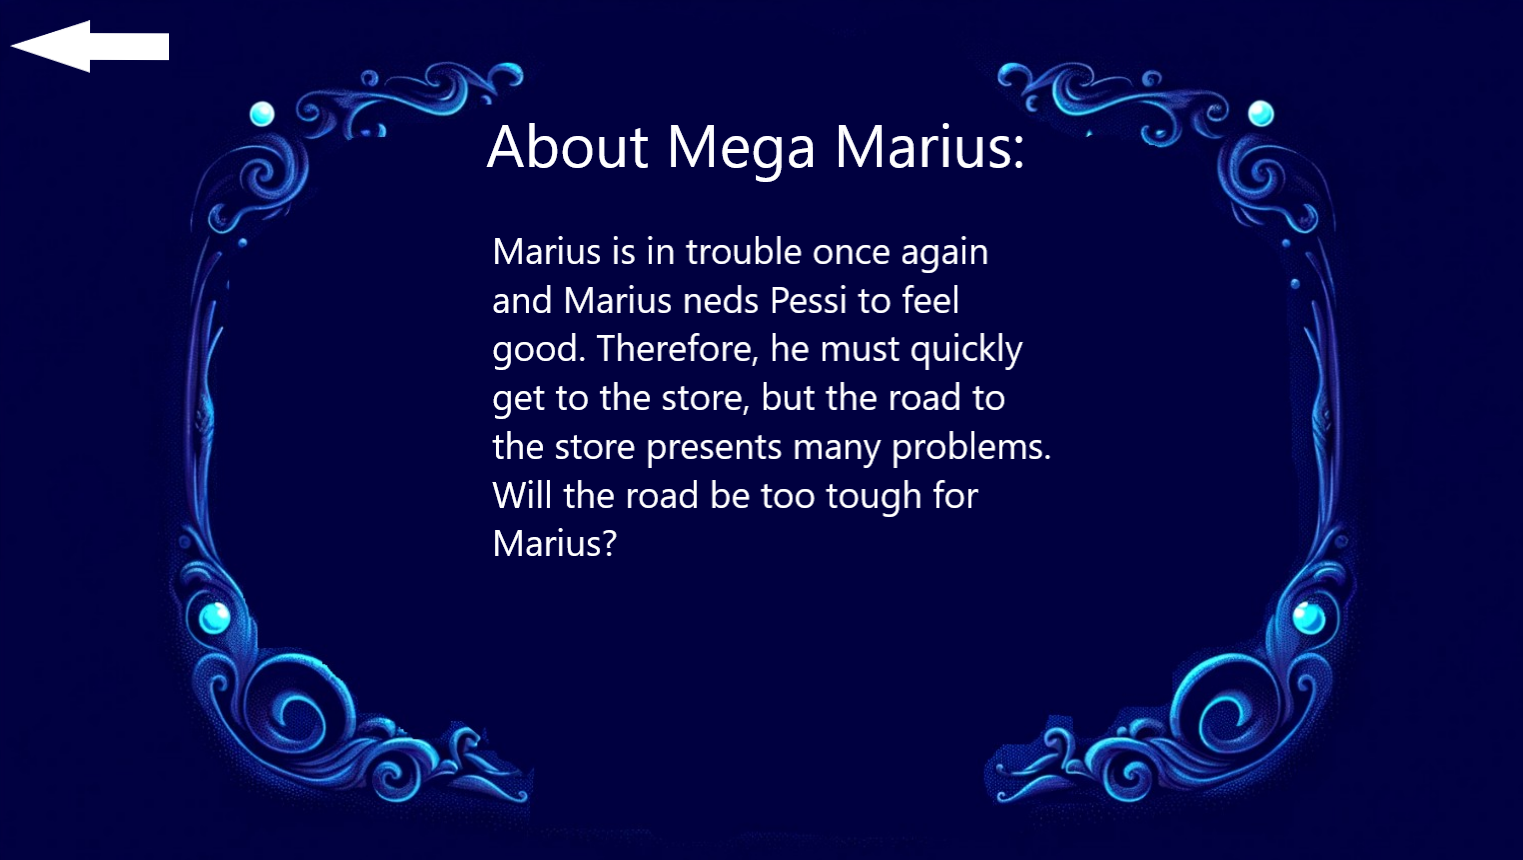 About Mega Marius:
Marius is in trouble once again
and Marius neds Pessi to feel
good. Therefore, he must quickly
get to the store, but the road to
the store presents many problems.
Will the road be too tough for
Marius?